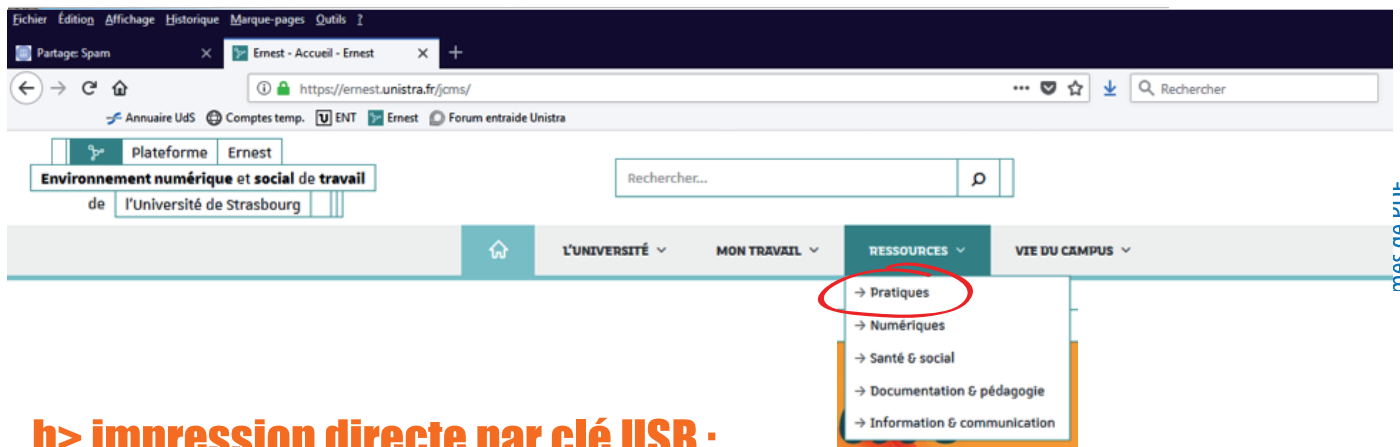 Fichier Édition Affichage Historique Marque-pages Outils ?
Partage: Spam Ernest - Accueil - Ernest
https://ernest.unistra.fr/jcms/ Rechercher
Annuaire UdS Comptes temp. ENT Ernest Forum entraide Unistra
Plateforme Ernest
Environnement numérique et social de travail
de l'Université de Strasbourg
Rechercher...
L'UNIVERSITÉ MON TRAVAIL RESSOURCES VIE DU CAMPUS
→ Pratiques
→ Numériques
→ Santé & social
→ Documentation & pédagogie
→ Information & communication
b> impression directe par clé USB :